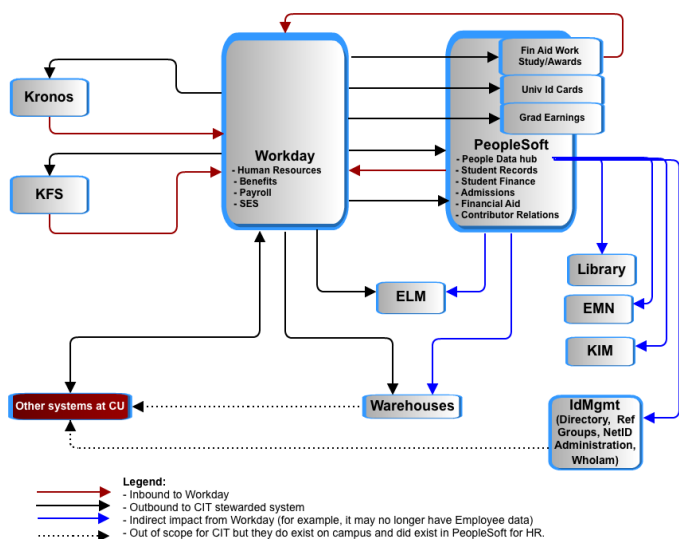 Fin Aid Work
Study/Awards
Univ Id Cards
Grad Earnings
Kronos
KFS
Workday
- Human Resources
- Benefits
- Payroll
- SES
PeopleSoft
- People Data hub
- Student Records
- Student Finance
- Admissions
- Financial Aid
- Contributor Relations
Library
EMN
KIM
ELM
Other systems at CU
Warehouses
IdMgmt
(Directory, Ref
Groups, NetID
Administration,
WhoIam)
Legend:
- Inbound to Workday
- Outbound to CIT stewarded system
- Indirect impact from Workday (for example, it may no longer have Employee data)
- Out of scope for CIT but they do exist on campus and did exist in PeopleSoft for HR.